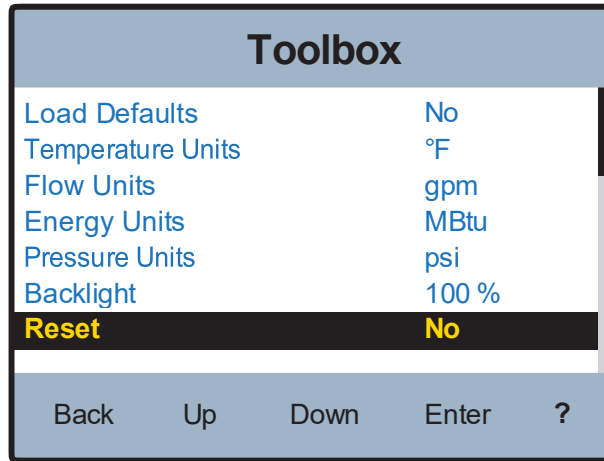 Toolbox
Load Defaults No
Temperature Units °F
Flow Units gpm
Energy Units MBtu
Pressure Units psi
Backlight 100 %
Reset No
Back Up Down Enter ?